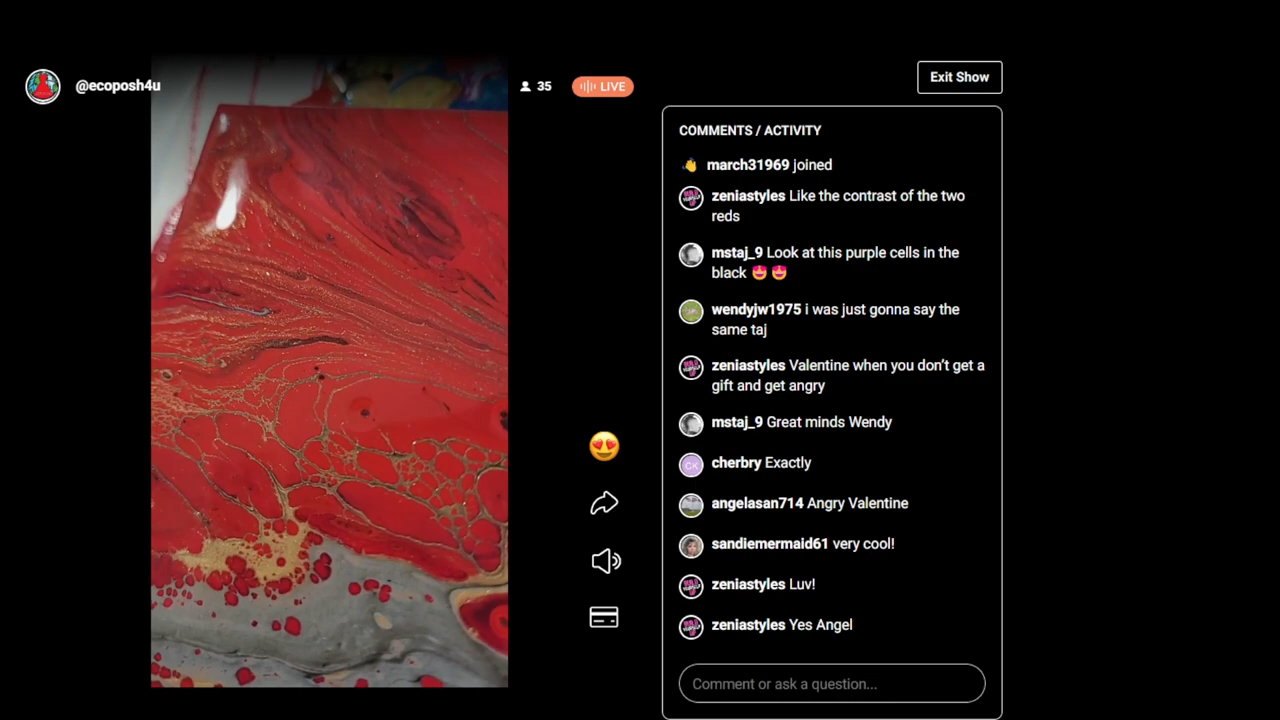 @ecoposh4u
35
LIVE
Exit Show
COMMENTS / ACTIVITY
march31969 joined
zeniastyles Like the contrast of the two
reds
mstaj_9 Look at this purple cells in the
black 😍 😍
wendyjw1975 i was just gonna say the
same taj
zeniastyles Valentine when you don’t get a
gift and get angry
mstaj_9 Great minds Wendy
cherbry Exactly
CK
angelasan714 Angry Valentine
sandiemermaid61 very cool!
zeniastyles Luv!
zeniastyles Yes Angel
Comment or ask a question...